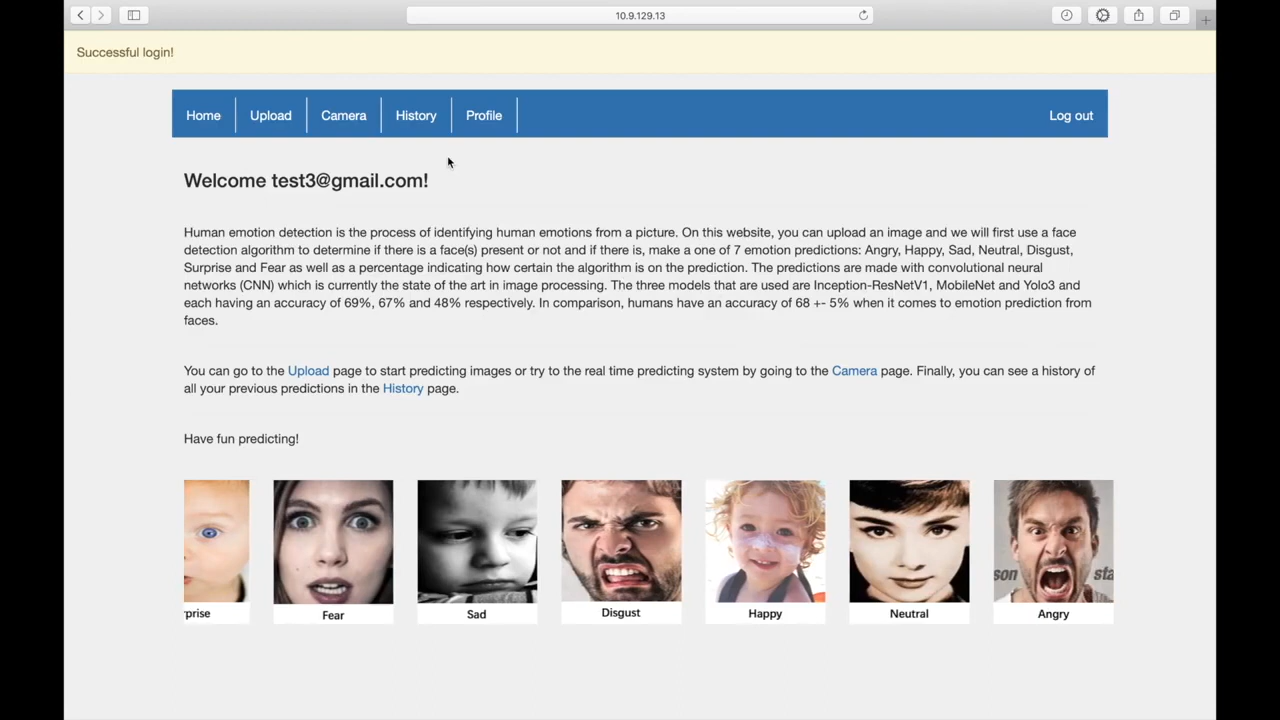 10.9.129.13
Successful login!
Home Upload Camera History Profile Log out
Welcome test3@gmail.com!
Human emotion detection is the process of identifying human emotions from a picture. On this website, you can upload an image and we will first use a face
detection algorithm to determine if there is a face(s) present or not and if there is, make a one of 7 emotion predictions: Angry, Happy, Sad, Neutral, Disgust,
Surprise and Fear as well as a percentage indicating how certain the algorithm is on the prediction. The predictions are made with convolutional neural
networks (CNN) which is currently the state of the art in image processing. The three models that are used are Inception-ResNetV1, MobileNet and Yolo3 and
each having an accuracy of 69%, 67% and 48% respectively. In comparison, humans have an accuracy of 68 +- 5% when it comes to emotion prediction from
faces.
You can go to the Upload page to start predicting images or try to the real time predicting system by going to the Camera page. Finally, you can see a history of
all your previous predictions in the History page.
Have fun predicting!
son sta
rprise Fear Sad Disgust Happy Neutral Angry